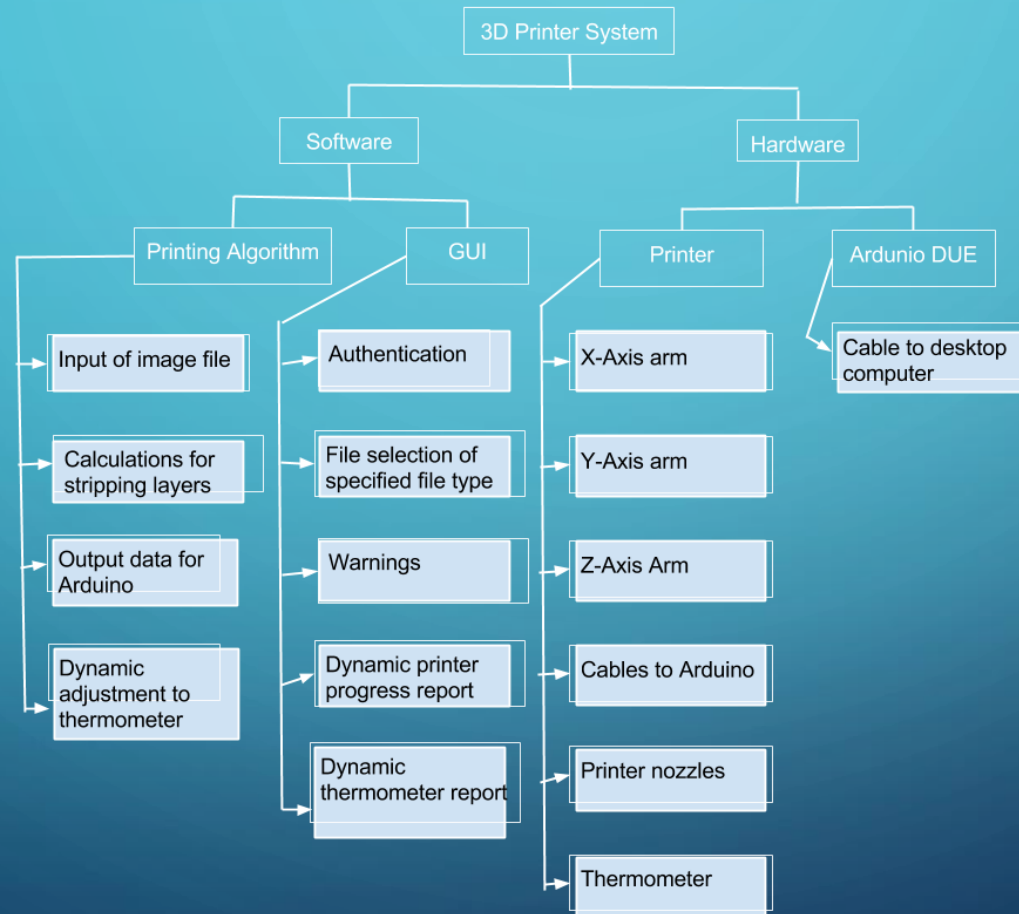 3D Printer System
Software
Hardware
Printing Algorithm
GUI
Printer
Ardunio DUE
Input of image file
Calculations for
stripping layers
Output data for
Arduino
Dynamic
adjustment to
thermometer
Authentication
File selection of
specified file type
Warnings
Dynamic printer
progress report
Dynamic
thermometer report
X-Axis arm
Y-Axis arm
Z-Axis Arm
Cables to Arduino
Printer nozzles
Thermometer
Cable to desktop
computer